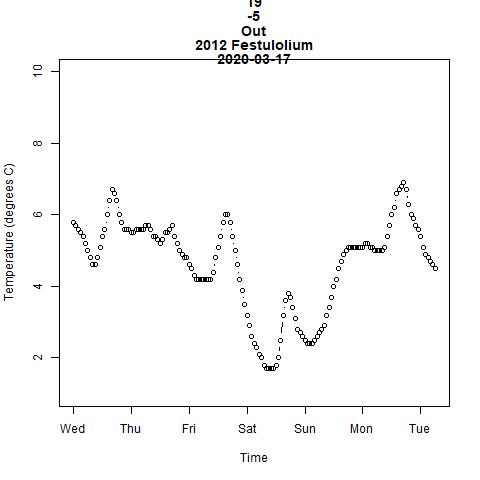 19
-5
Out
2012 Festulolium
2020-03-17
Temperature (degrees C)
10
8
6
4
2
Wed Thu Fri Sat Sun Mon Tue
Time